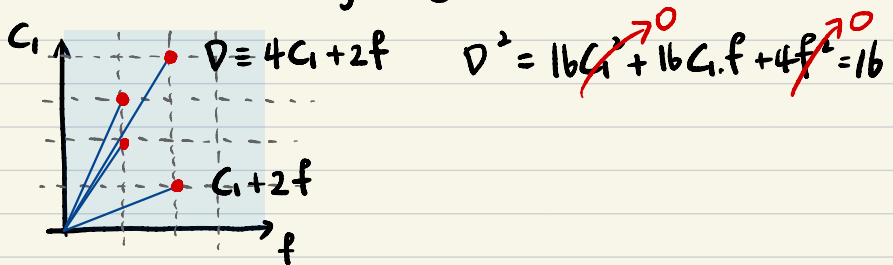 C₁
D ≡ 4C₁+2f
D² = 16C₁² + 16C₁.f + 4f² = 16
0
0
C₁+2f
f